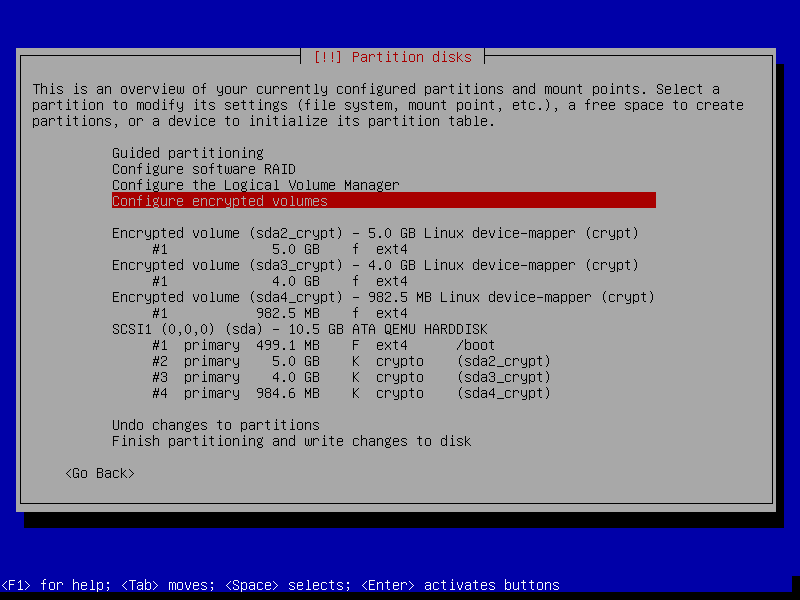 [!!] Partition disks
This is an overview of your currently configured partitions and mount points. Select a
partition to modify its settings (file system, mount point, etc.), a free space to create
partitions, or a device to initialize its partition table.
Guided partitioning
Configure software RAID
Configure the Logical Volume Manager
Configure encrypted volumes
Encrypted volume (sda2_crypt) - 5.0 GB Linux device-mapper (crypt)
#1 5.0 GB f ext4
Encrypted volume (sda3_crypt) - 4.0 GB Linux device-mapper (crypt)
#1 4.0 GB f ext4
Encrypted volume (sda4_crypt) - 982.5 MB Linux device-mapper (crypt)
#1 982.5 MB f ext4
SCSI1 (0,0,0) (sda) - 10.5 GB ATA QEMU HARDDISK
#1 primary 499.1 MB F ext4 /boot
#2 primary 5.0 GB K crypto (sda2_crypt)
#3 primary 4.0 GB K crypto (sda3_crypt)
#4 primary 984.6 MB K crypto (sda4_crypt)
Undo changes to partitions
Finish partitioning and write changes to disk
<Go Back>
<F1> for help; <Tab> moves; <Space> selects; <Enter> activates buttons